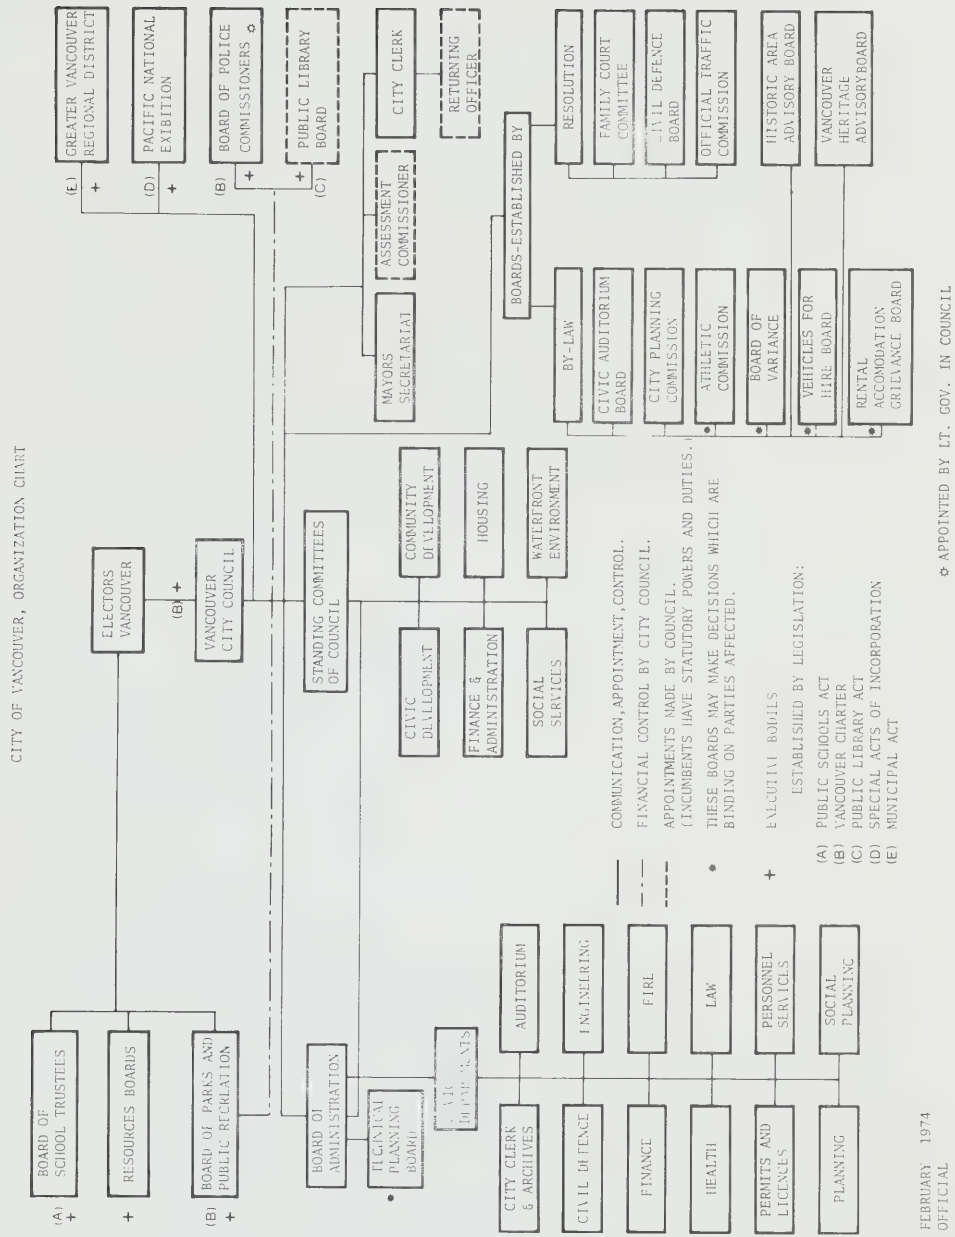 CITY OF VANCOUVER, ORGANIZATION CHART
ELECTORS
VANCOUVER
(B) +
VANCOUVER
CITY COUNCIL
STANDING COMMITTEES
OF COUNCIL
(A)
+
BOARD OF
SCHOOL TRUSTEES
+
RESOURCES BOARDS
(B)
+
BOARD OF PARKS AND
PUBLIC RECREATION
(E)
+
GREATER VANCOUVER
REGIONAL DISTRICT
(D)
+
PACIFIC NATIONAL
EXIBITION
(B)
+
BOARD OF POLICE
COMMISSIONERS ✡
+
(C)
PUBLIC LIBRARY
BOARD
BOARD OF
ADMINISTRATION
*
TECHNICAL
PLANNING
BOARD
DEPARTMENTS
CITY CLERK
& ARCHIVES
AUDITORIUM
CIVIL DEFENCE
ENGINEERING
FINANCE
FIRE
HEALTH
LAW
PERMITS AND
LICENCES
PERSONNEL
SERVICES
PLANNING
SOCIAL
PLANNING
CIVIC
DEVELOPMENT
COMMUNITY
DEVELOPMENT
FINANCE &
ADMINISTRATION
HOUSING
SOCIAL
SERVICES
WATERFRONT
ENVIRONMENT
MAYORS
SECRETARIAT
ASSESSMENT
COMMISSIONER
CITY CLERK
RETURNING
OFFICER
BOARDS-ESTABLISHED BY
BY-LAW
CIVIC AUDITORIUM
BOARD
CITY PLANNING
COMMISSION
*
ATHLETIC
COMMISSION
*
BOARD OF
VARIANCE
*
VEHICLES FOR
HIRE BOARD
*
RENTAL
ACCOMODATION
GRIEVANCE BOARD
RESOLUTION
FAMILY COURT
COMMITTEE
CIVIL DEFENCE
BOARD
OFFICIAL TRAFFIC
COMMISSION
HISTORIC AREA
ADVISORY BOARD
VANCOUVER
HERITAGE
ADVISORYBOARD
COMMUNICATION,APPOINTMENT,CONTROL.
FINANCIAL CONTROL BY CITY COUNCIL.
APPOINTMENTS MADE BY COUNCIL.
(INCUMBENTS HAVE STATUTORY POWERS AND DUTIES.)
* THESE BOARDS MAY MAKE DECISIONS WHICH ARE
BINDING ON PARTIES AFFECTED.
+ EXECUTIVE BODIES
ESTABLISHED BY LEGISLATION:
(A) PUBLIC SCHOOLS ACT
(B) VANCOUVER CHARTER
(C) PUBLIC LIBRARY ACT
(D) SPECIAL ACTS OF INCORPORATION
(E) MUNICIPAL ACT
✡ APPOINTED BY LT. GOV. IN COUNCIL
FEBRUARY 1974
OFFICIAL